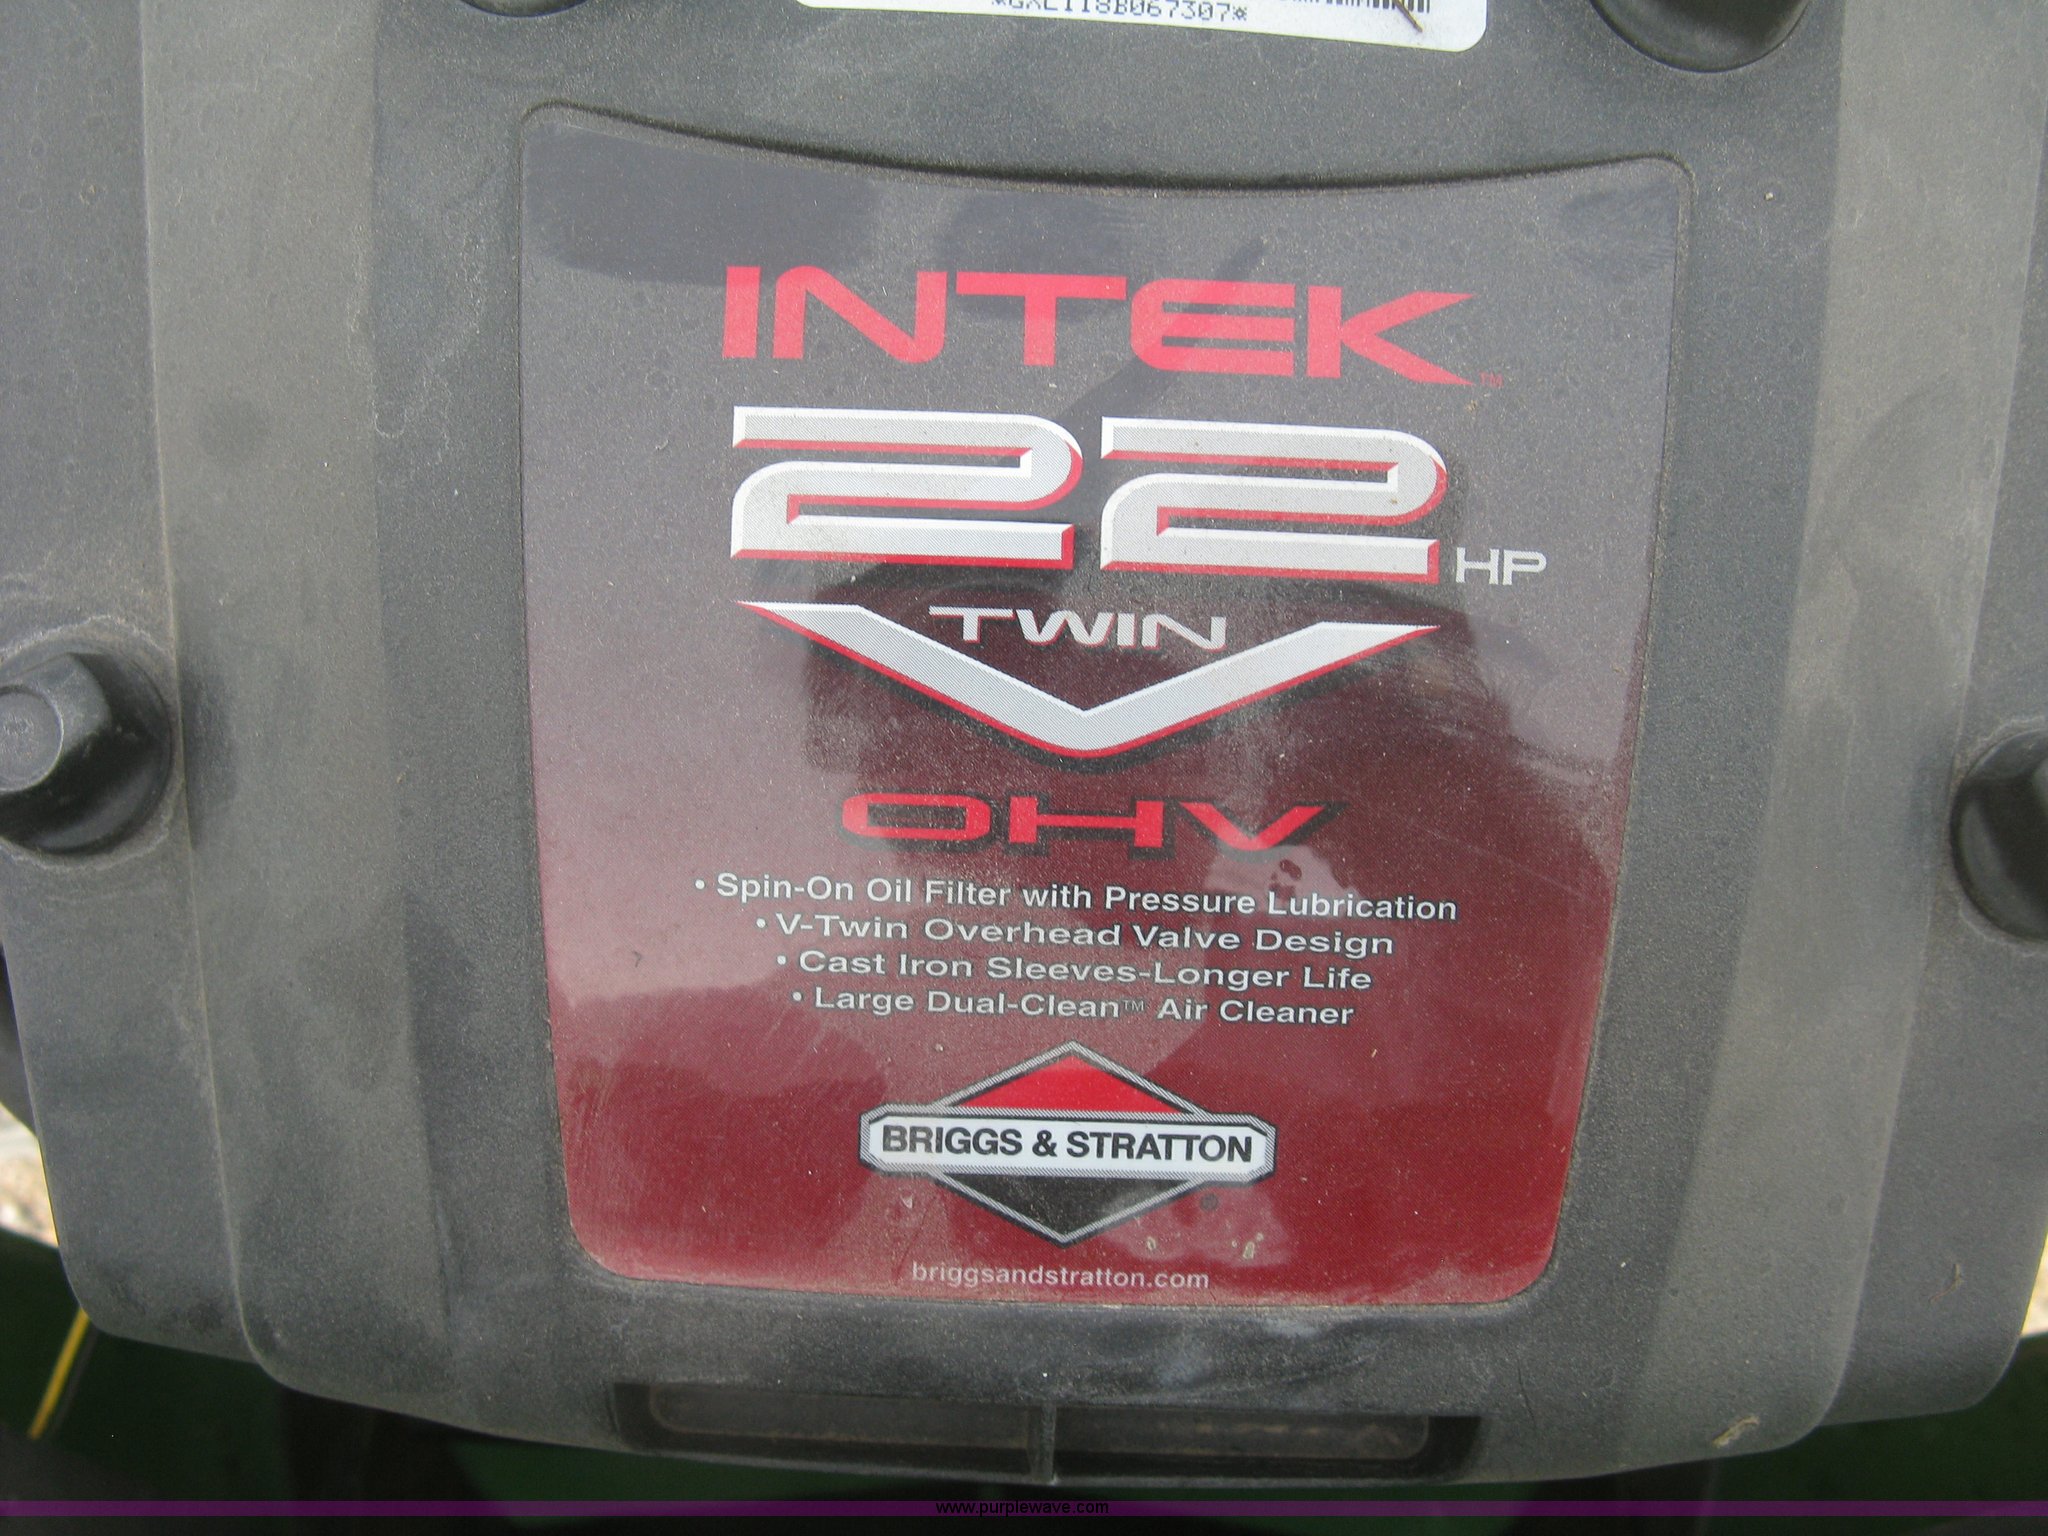 *GXL118B067307*
INTEK™
22 HP
TWIN
OHV
• Spin-On Oil Filter with Pressure Lubrication
• V-Twin Overhead Valve Design
• Cast Iron Sleeves-Longer Life
• Large Dual-Clean™ Air Cleaner
BRIGGS & STRATTON
®
briggsandstratton.com
www.purplewave.com